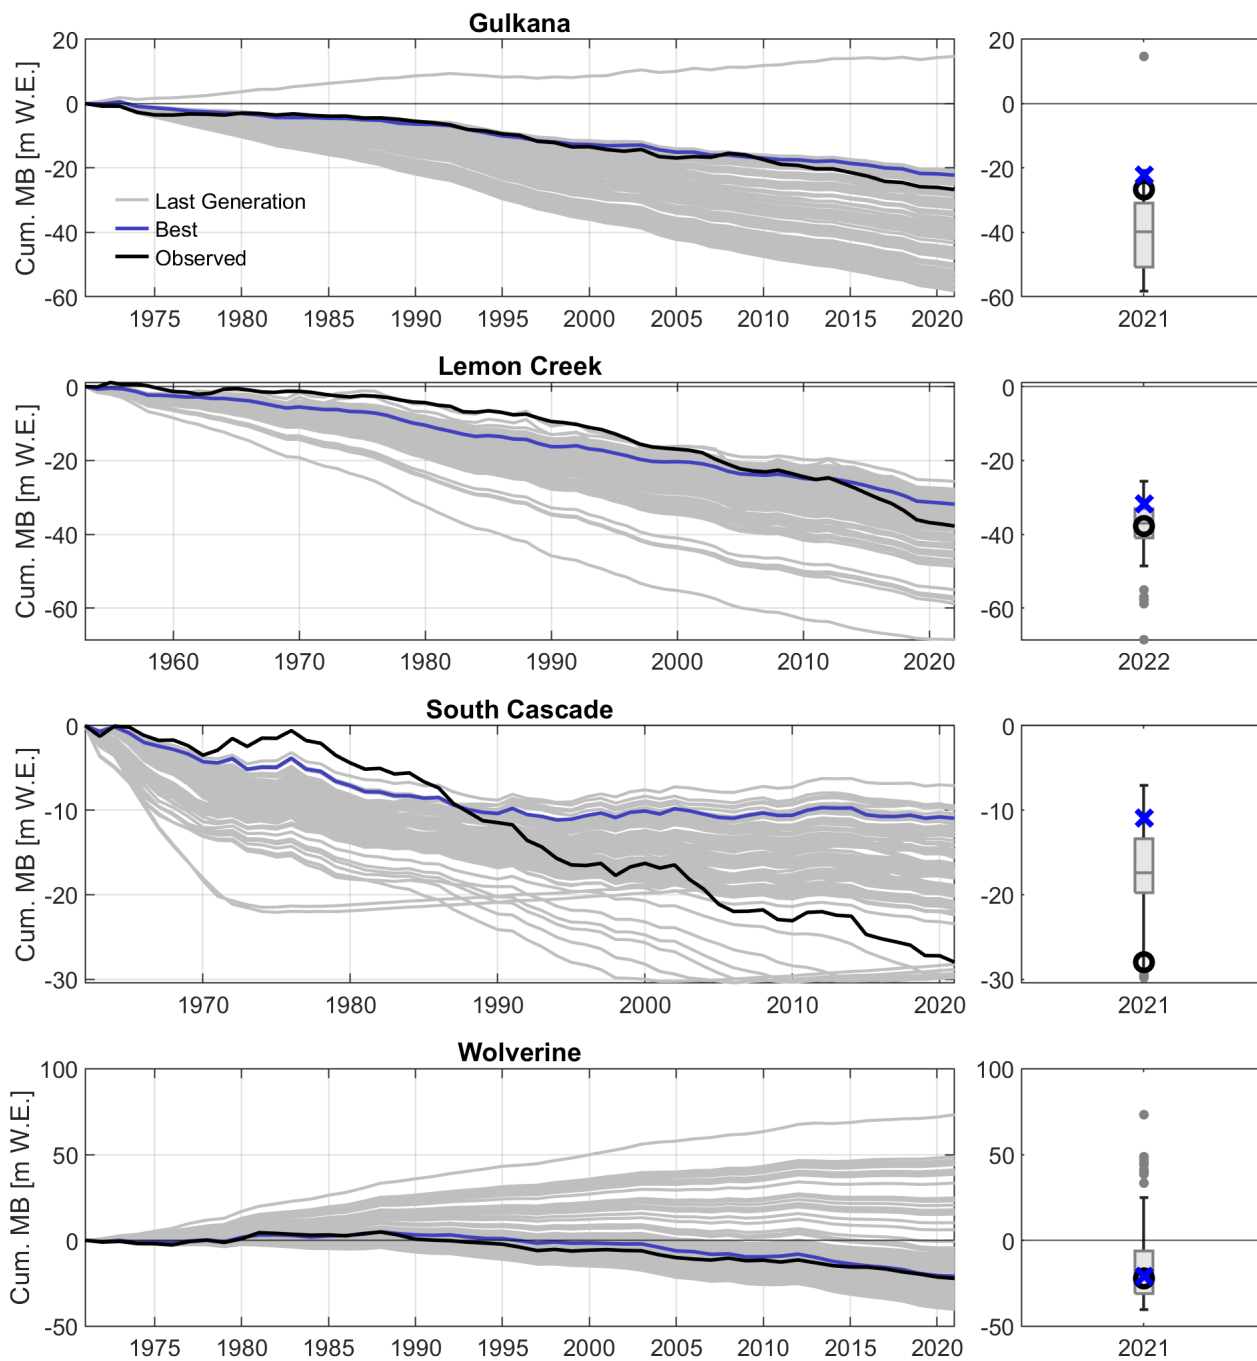 Gulkana
Cum. MB [m W.E.]
20
0
-20
-40
-60
Last Generation
Best
Observed
1975 1980 1985 1990 1995 2000 2005 2010 2015 2020
20
0
-20
-40
-60
2021
Lemon Creek
Cum. MB [m W.E.]
0
-20
-40
-60
1960 1970 1980 1990 2000 2010 2020
0
-20
-40
-60
2022
South Cascade
Cum. MB [m W.E.]
0
-10
-20
-30
1970 1980 1990 2000 2010 2020
0
-10
-20
-30
2021
Wolverine
Cum. MB [m W.E.]
100
50
0
-50
1975 1980 1985 1990 1995 2000 2005 2010 2015 2020
100
50
0
-50
2021